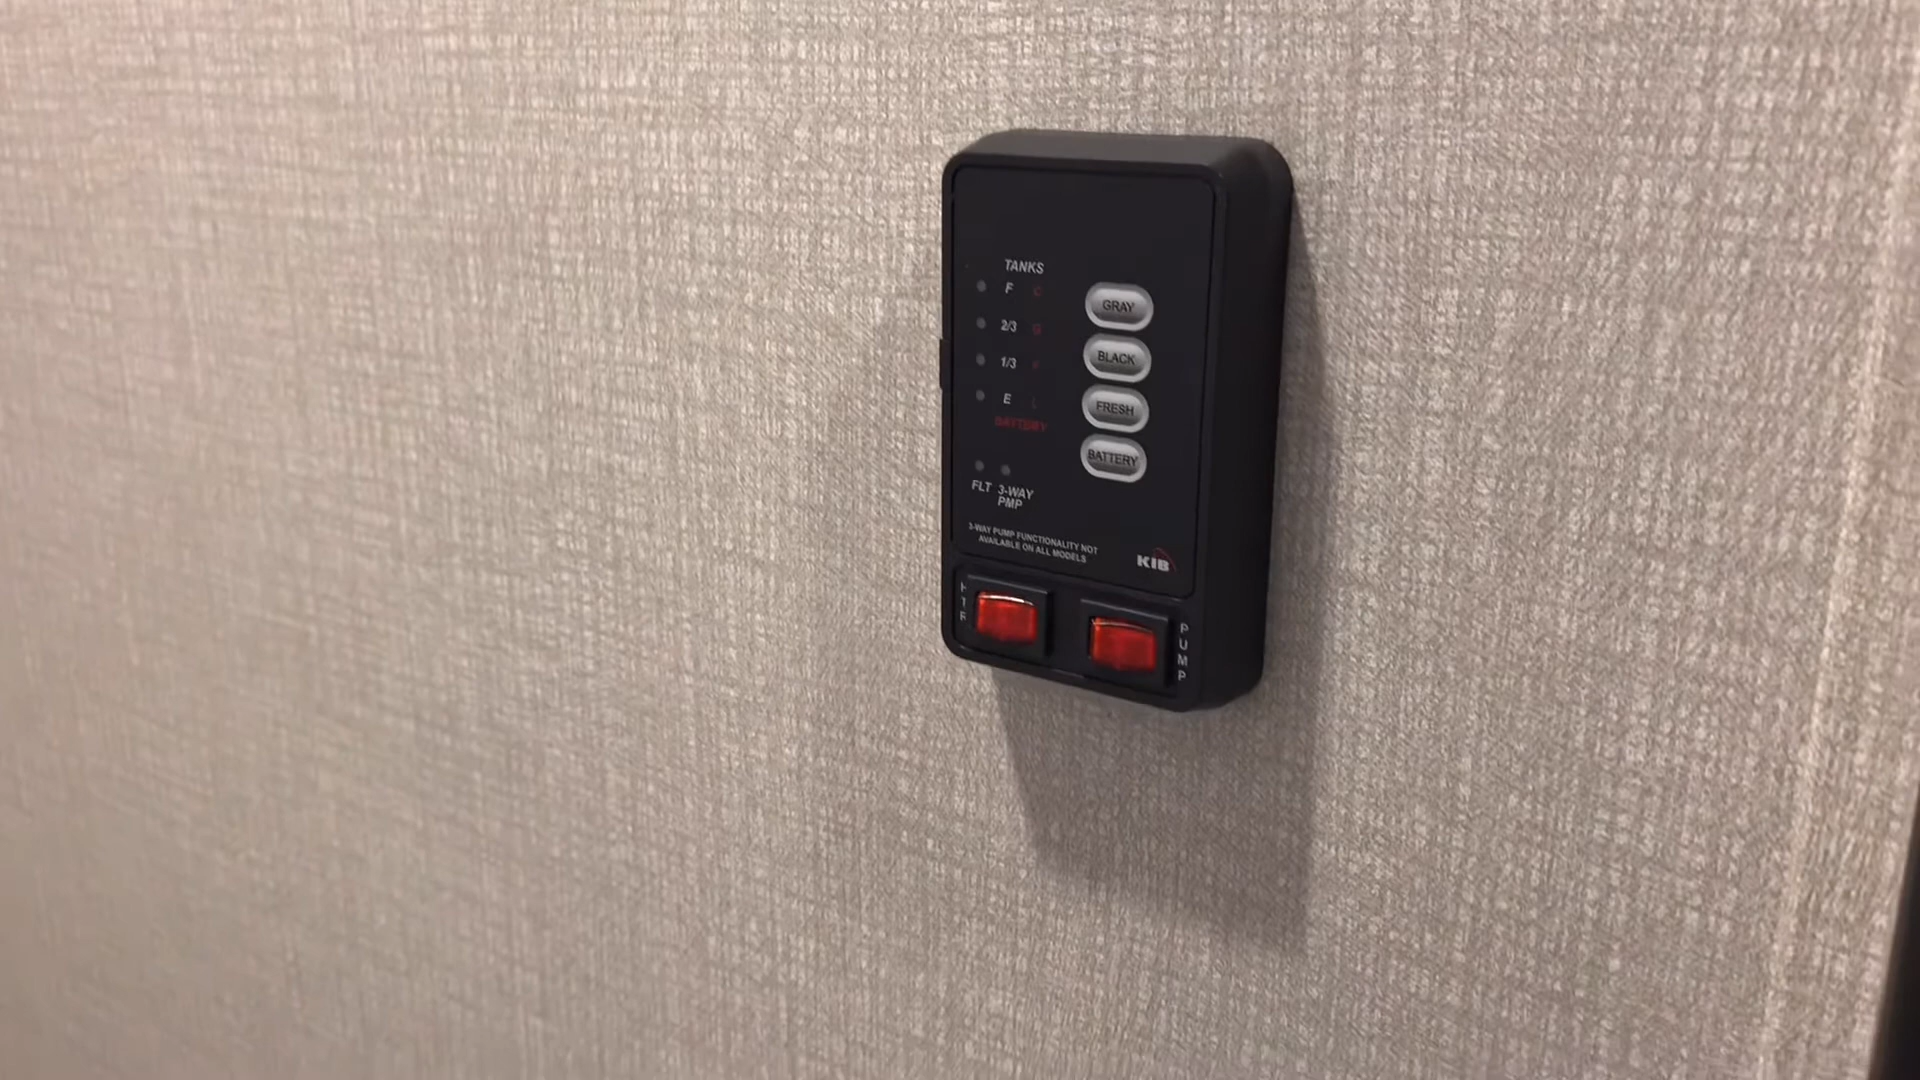 TANKS
F C
2/3 G
1/3 F
E L
BATTERY
GRAY
BLACK
FRESH
BATTERY
FLT 3-WAY
PMP
3-WAY PUMP FUNCTIONALITY NOT
AVAILABLE ON ALL MODELS
KIB
HTR
PUMP